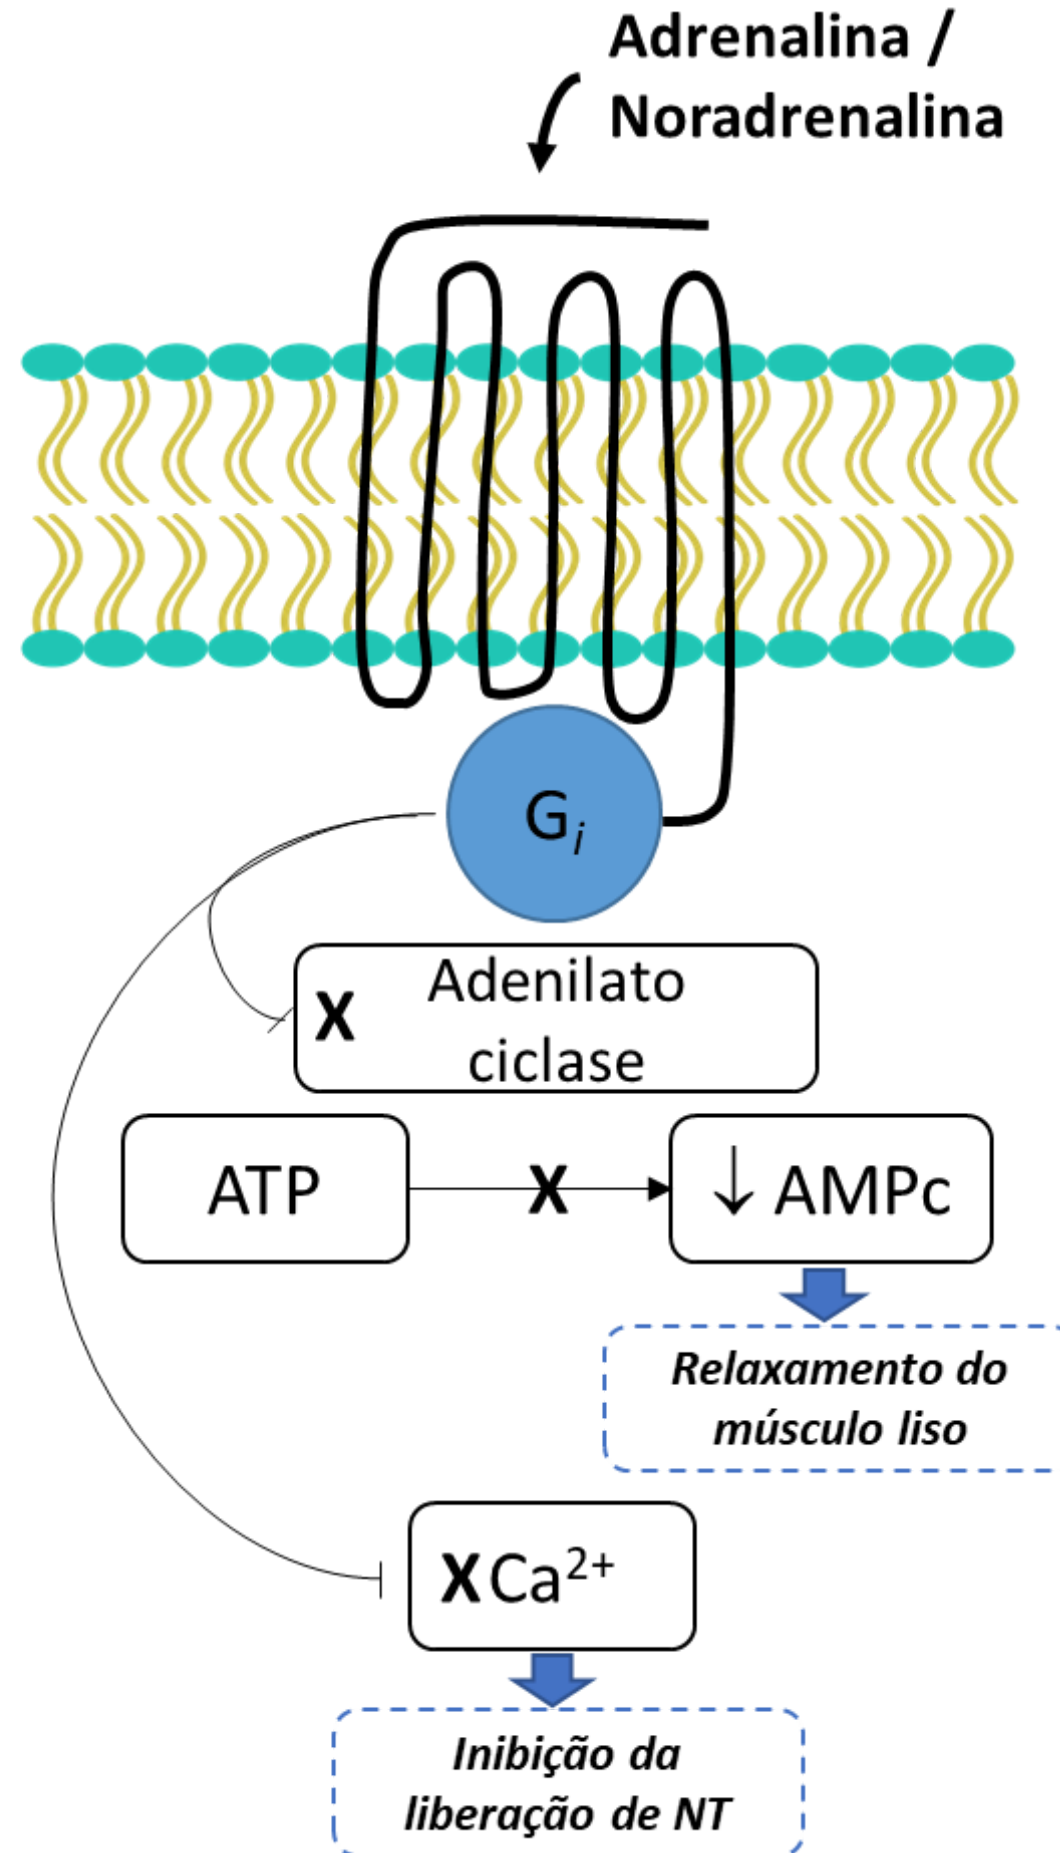 Adrenalina /
Noradrenalina
Gi
X Adenilato
ciclase
ATP X ↓ AMPc
Relaxamento do
músculo liso
X Ca²⁺
Inibição da
liberação de NT